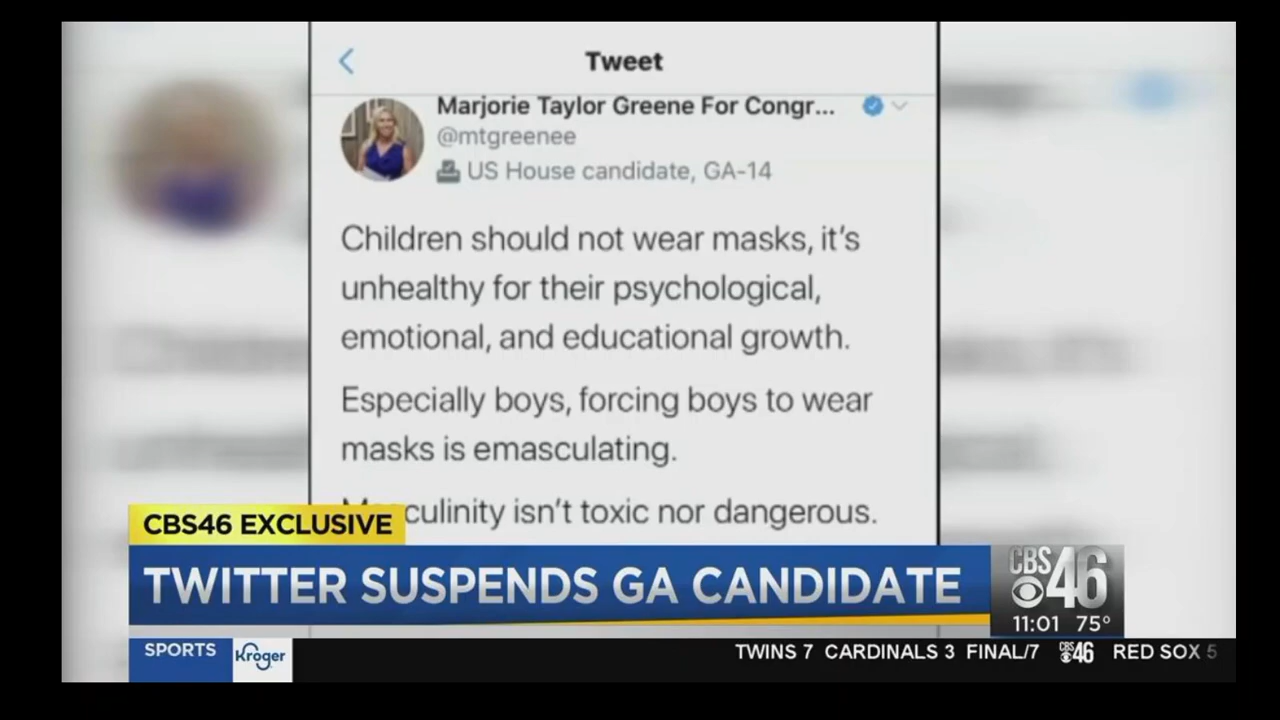 Tweet
Marjorie Taylor Greene For Congr...
@mtgreenee
US House candidate, GA-14
Children should not wear masks, it's
unhealthy for their psychological,
emotional, and educational growth.
Especially boys, forcing boys to wear
masks is emasculating.
culinity isn't toxic nor dangerous.
CBS46 EXCLUSIVE
TWITTER SUSPENDS GA CANDIDATE
CBS 46
11:01 75°
SPORTS
Kroger
TWINS 7 CARDINALS 3 FINAL/7 CBS 46 RED SOX 5